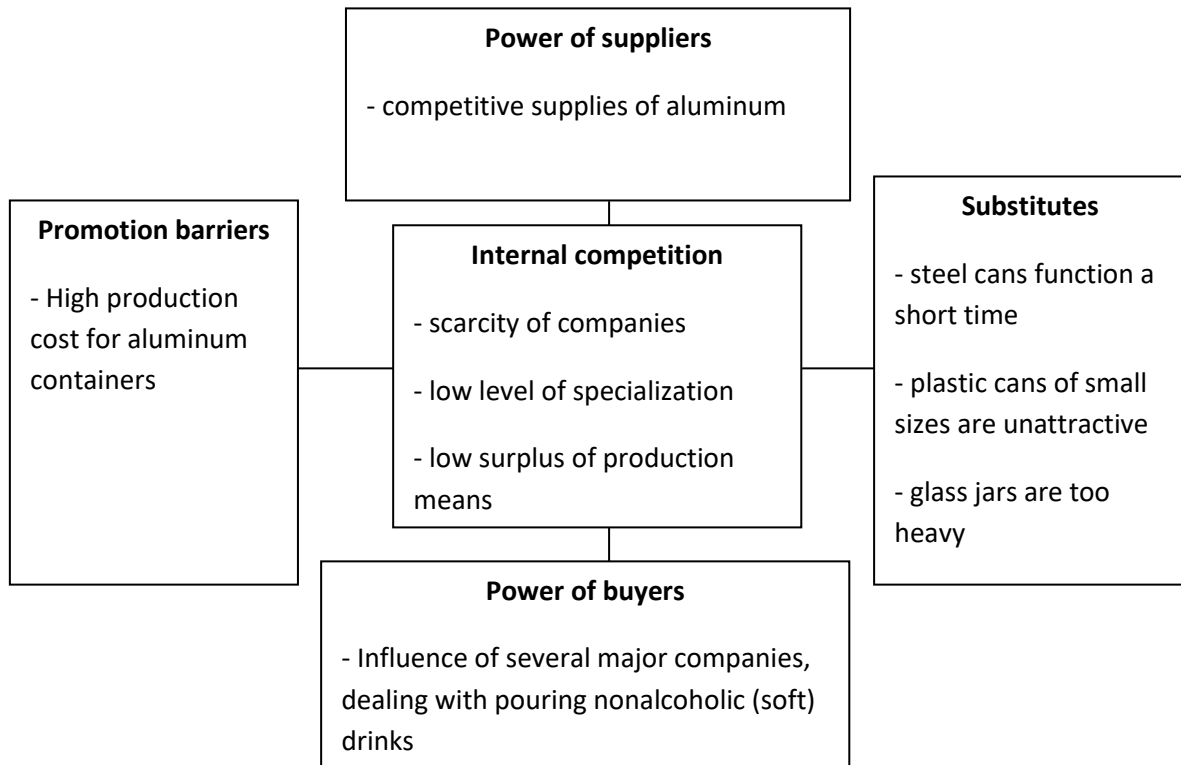 Power of suppliers
- competitive supplies of aluminum
Promotion barriers
- High production
cost for aluminum
containers
Internal competition
- scarcity of companies
- low level of specialization
- low surplus of production
means
Substitutes
- steel cans function a
short time
- plastic cans of small
sizes are unattractive
- glass jars are too
heavy
Power of buyers
- Influence of several major companies,
dealing with pouring nonalcoholic (soft)
drinks